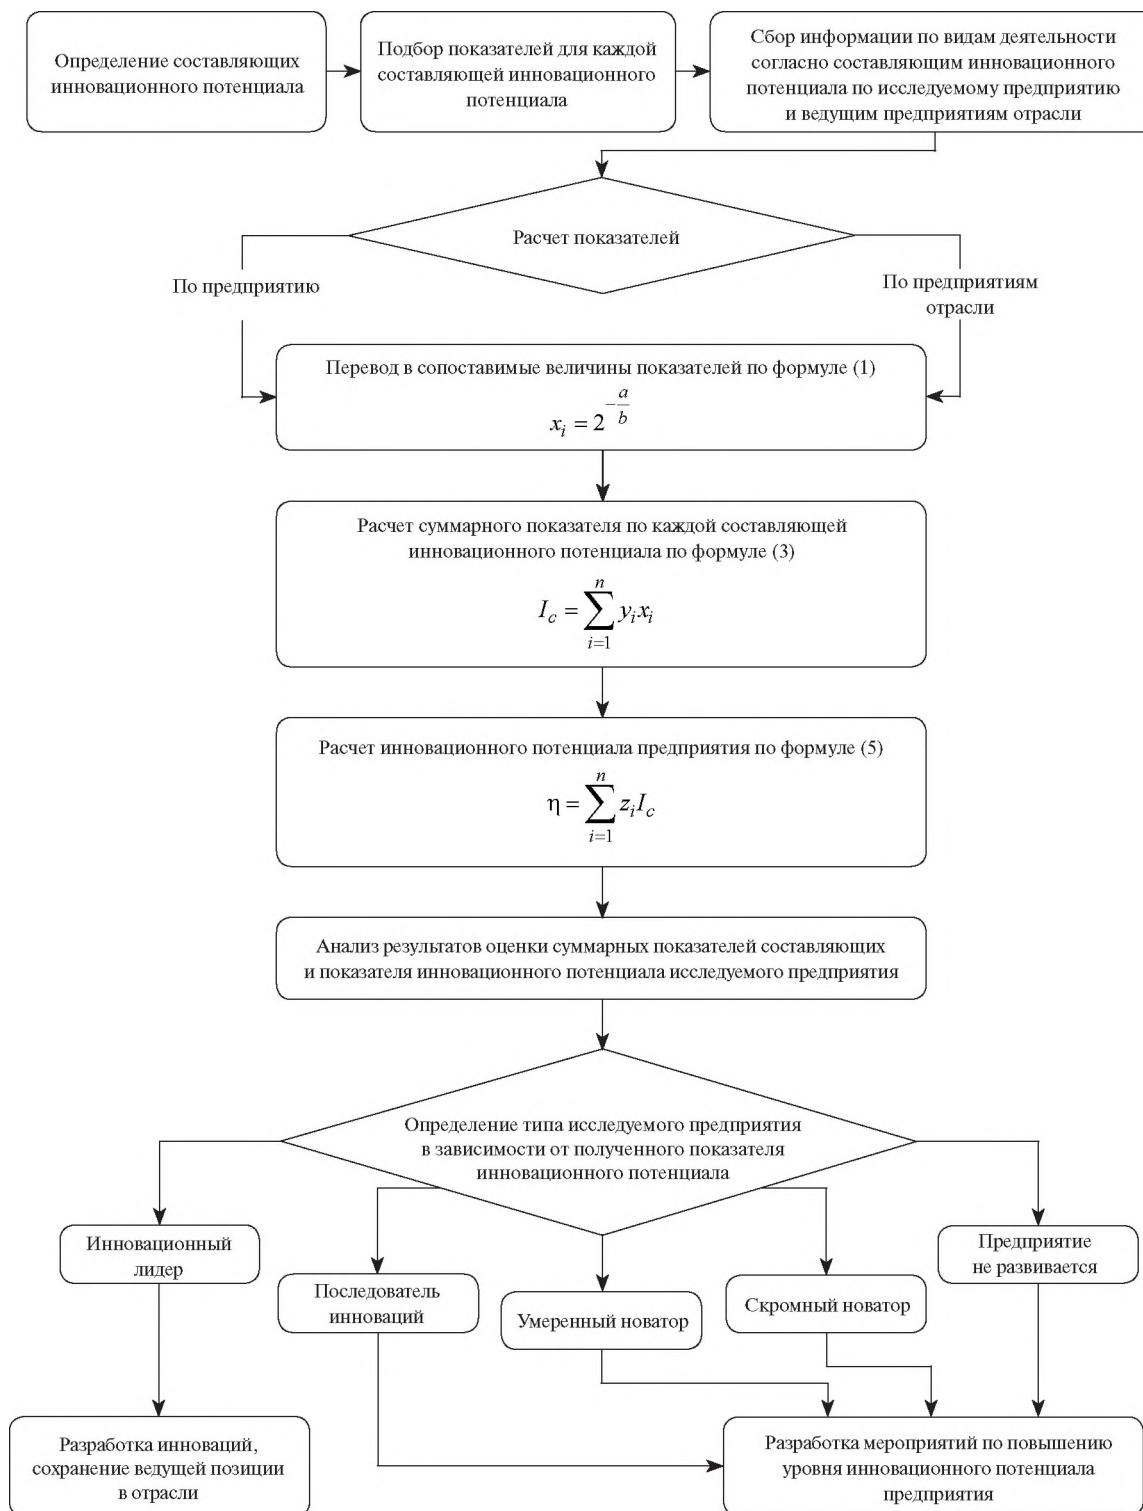 Определение составляющих
инновационного потенциала
Подбор показателей для каждой
составляющей инновационного
потенциала
Сбор информации по видам деятельности
согласно составляющим инновационного
потенциала по исследуемому предприятию
и ведущим предприятиям отрасли
Расчет показателей
По предприятию
По предприятиям
отрасли
Перевод в сопоставимые величины показателей по формуле (1)
$x_i = 2^{-\frac{a}{b}}$
Расчет суммарного показателя по каждой составляющей
инновационного потенциала по формуле (3)
$I_c = \sum_{i=1}^{n} y_i x_i$
Расчет инновационного потенциала предприятия по формуле (5)
$\eta = \sum_{i=1}^{n} z_i I_c$
Анализ результатов оценки суммарных показателей составляющих
и показателя инновационного потенциала исследуемого предприятия
Определение типа исследуемого предприятия
в зависимости от полученного показателя
инновационного потенциала
Инновационный
лидер
Последователь
инноваций
Умеренный новатор
Скромный новатор
Предприятие
не развивается
Разработка инноваций,
сохранение ведущей позиции
в отрасли
Разработка мероприятий по повышению
уровня инновационного потенциала
предприятия